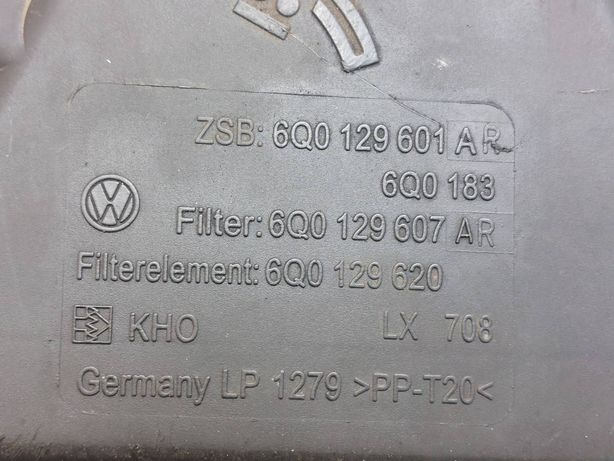 ZSB: 6Q0 129 601 AR
6Q0 183
Filter: 6Q0 129 607 AR
Filterelement: 6Q0 129 620
KHO LX 708
Germany LP 1279 >PP-T20<